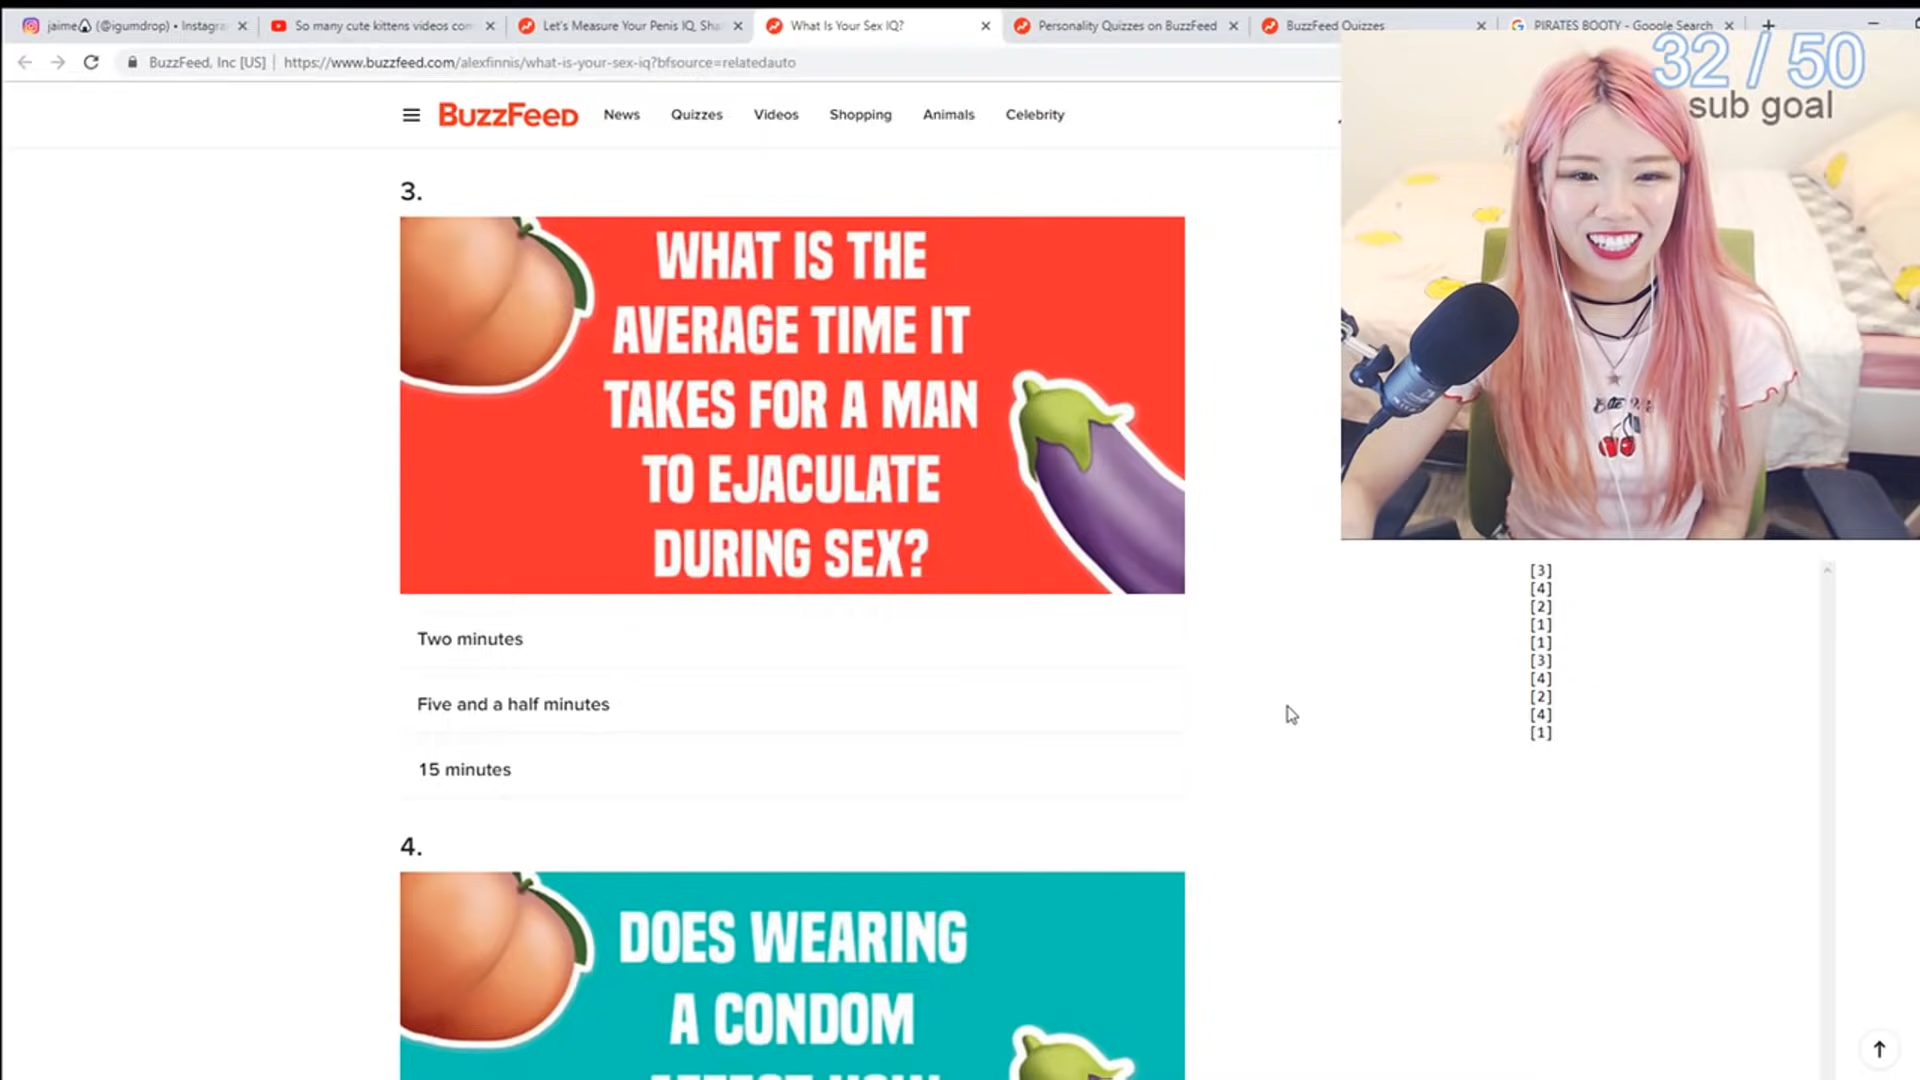 jaime (@igumdrop) • Instagra
So many cute kittens videos con
Let's Measure Your Penis IQ, Sha
What Is Your Sex IQ?
Personality Quizzes on BuzzFeed
BuzzFeed Quizzes
PIRATES BOOTY - Google Search
BuzzFeed, Inc [US] | https://www.buzzfeed.com/alexfinnis/what-is-your-sex-iq?bfsource=relatedauto
32 / 50
sub goal
BuzzFeed News Quizzes Videos Shopping Animals Celebrity
3.
WHAT IS THE
AVERAGE TIME IT
TAKES FOR A MAN
TO EJACULATE
DURING SEX?
Two minutes
Five and a half minutes
15 minutes
4.
DOES WEARING
A CONDOM
[3]
[4]
[2]
[1]
[1]
[3]
[4]
[2]
[4]
[1]